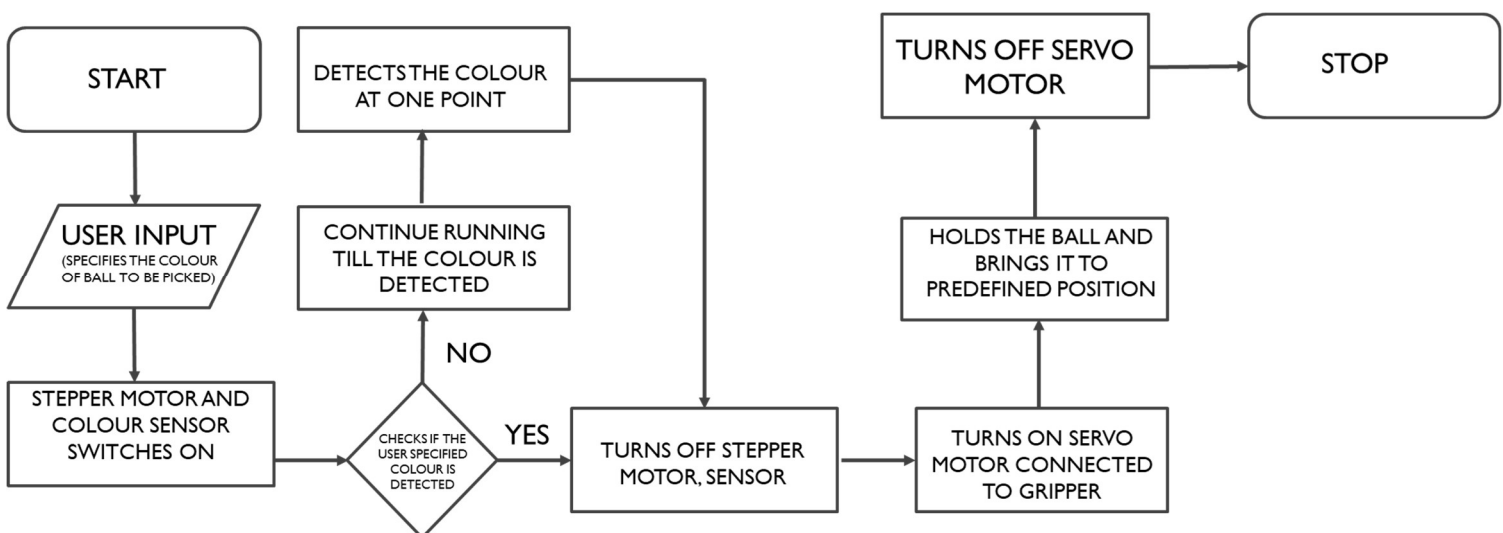 START
USER INPUT
(SPECIFIES THE COLOUR
OF BALL TO BE PICKED)
STEPPER MOTOR AND
COLOUR SENSOR
SWITCHES ON
CHECKS IF THE
USER SPECIFIED
COLOUR IS
DETECTED
NO
CONTINUE RUNNING
TILL THE COLOUR IS
DETECTED
DETECTS THE COLOUR
AT ONE POINT
YES
TURNS OFF STEPPER
MOTOR, SENSOR
TURNS ON SERVO
MOTOR CONNECTED
TO GRIPPER
HOLDS THE BALL AND
BRINGS IT TO
PREDEFINED POSITION
TURNS OFF SERVO
MOTOR
STOP